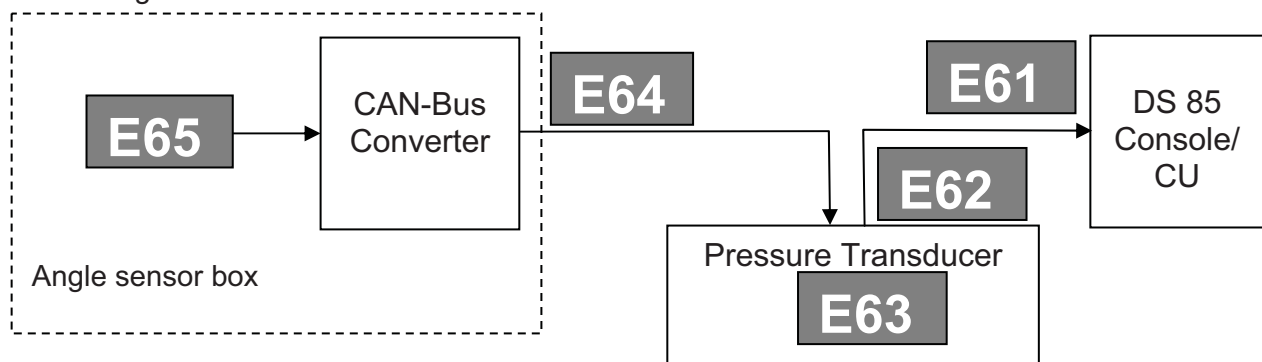 E65
CAN-Bus
Converter
Angle sensor box
E64
E61
E62
DS 85
Console/
CU
Pressure Transducer
E63